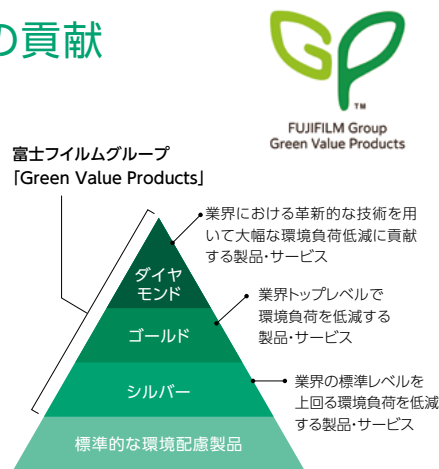 の貢献
GP
TM
FUJIFILM Group
Green Value Products
富士フイルムグループ
「Green Value Products」
業界における革新的な技術を用
いて大幅な環境負荷低減に貢献
する製品・サービス
ダイヤ
モンド
業界トップレベルで
環境負荷を低減する
製品・サービス
ゴールド
業界の標準レベルを
上回る環境負荷を低減
する製品・サービス
シルバー
標準的な環境配慮製品